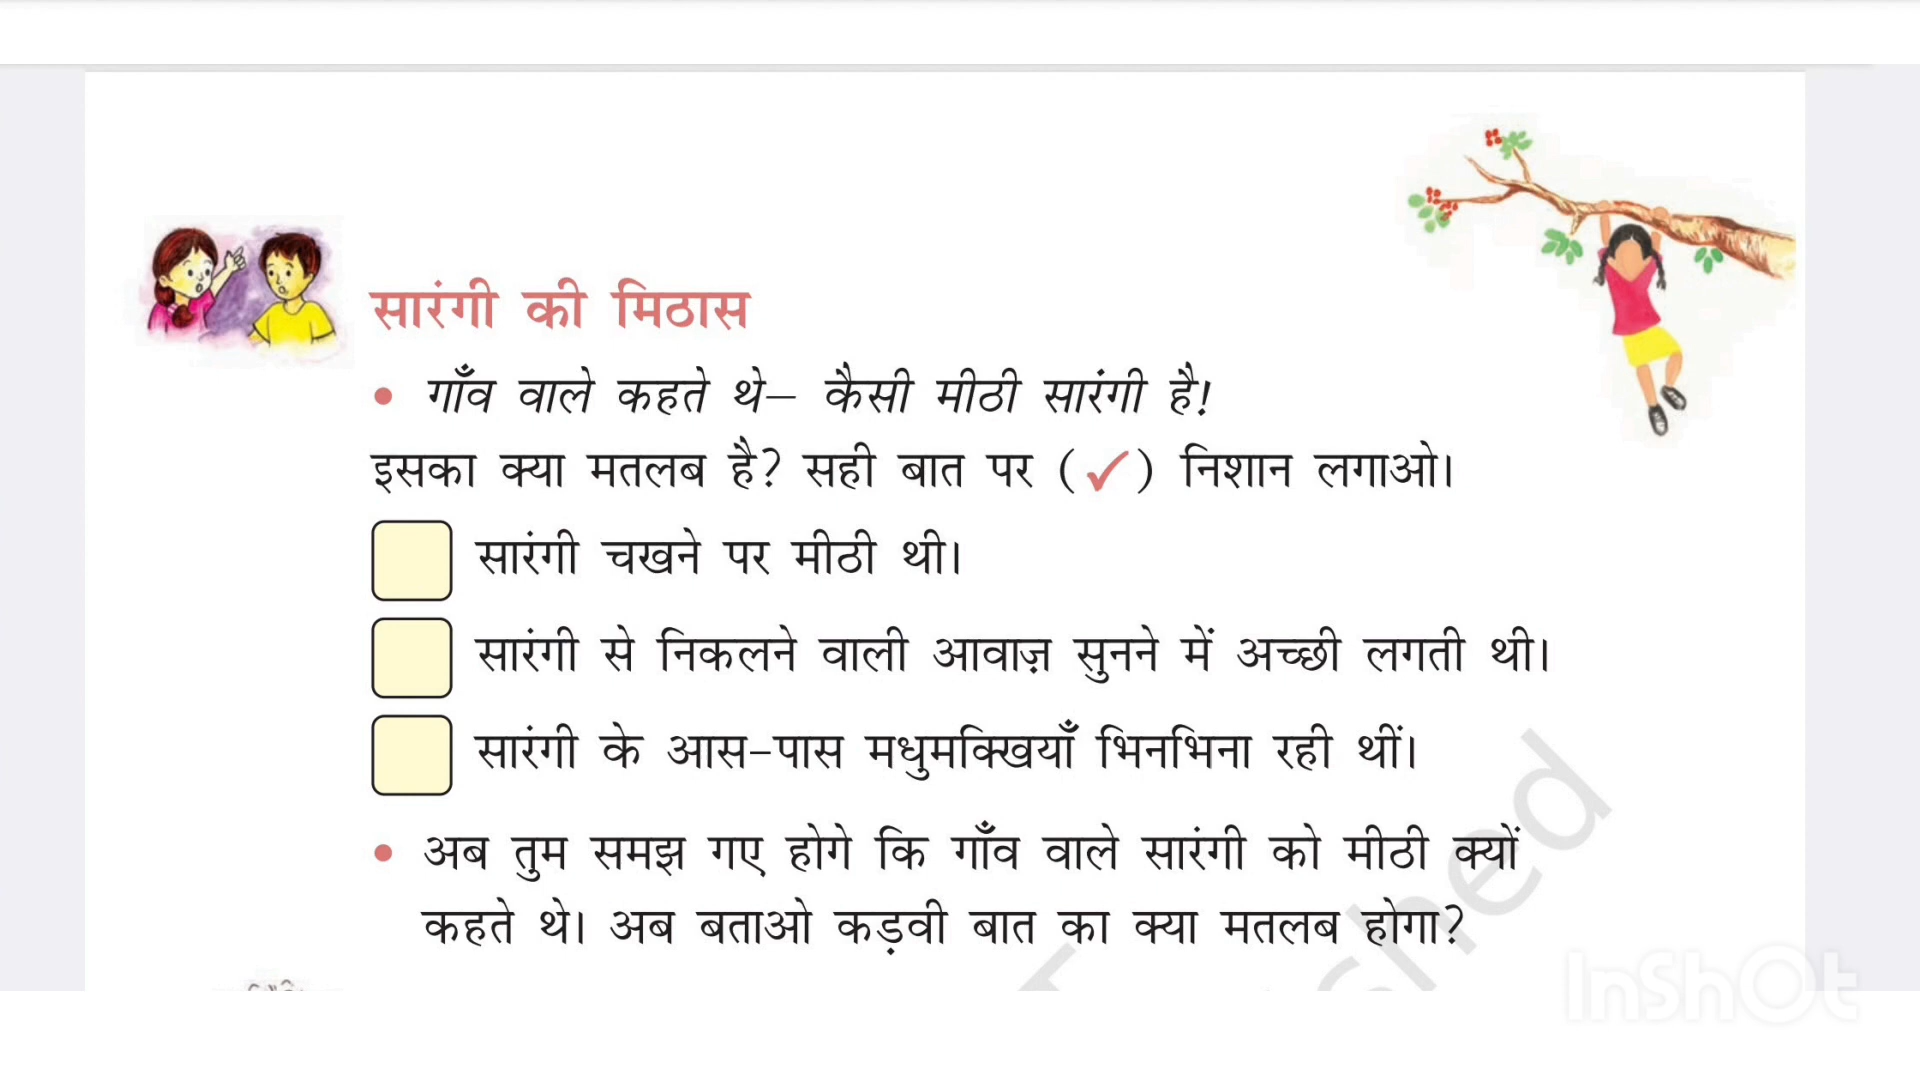 सारंगी की मिठास
• गाँव वाले कहते थे– कैसी मीठी सारंगी है!
इसका क्या मतलब है? सही बात पर (✓) निशान लगाओ।
सारंगी चखने पर मीठी थी।
सारंगी से निकलने वाली आवाज़ सुनने में अच्छी लगती थी।
सारंगी के आस-पास मधुमक्खियाँ भिनभिना रही थीं।
• अब तुम समझ गए होगे कि गाँव वाले सारंगी को मीठी क्यों
कहते थे। अब बताओ कड़वी बात का क्या मतलब होगा?
shed
InShOt